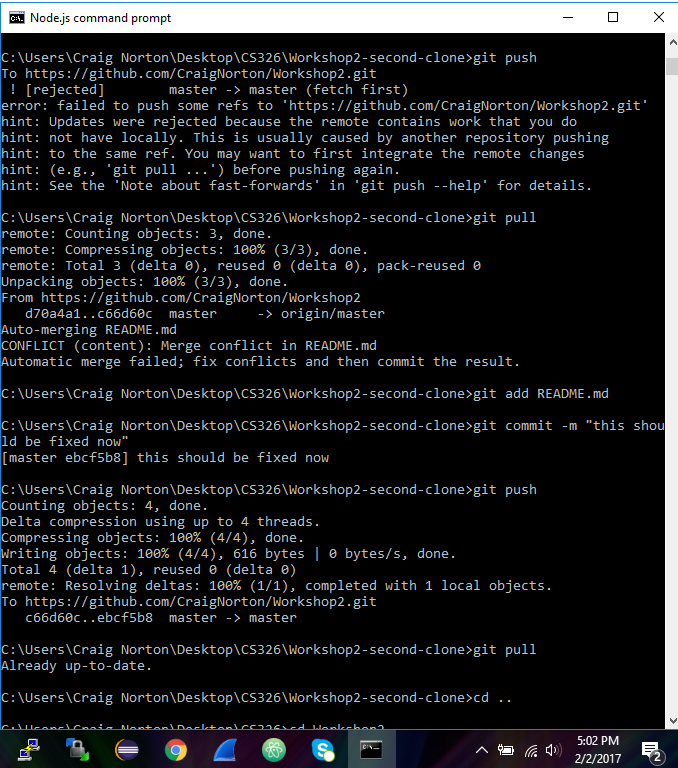 Node.js command prompt
C:\Users\Craig Norton\Desktop\CS326\Workshop2-second-clone>git push
To https://github.com/CraigNorton/Workshop2.git
 ! [rejected]        master -> master (fetch first)
error: failed to push some refs to 'https://github.com/CraigNorton/Workshop2.git'
hint: Updates were rejected because the remote contains work that you do
hint: not have locally. This is usually caused by another repository pushing
hint: to the same ref. You may want to first integrate the remote changes
hint: (e.g., 'git pull ...') before pushing again.
hint: See the 'Note about fast-forwards' in 'git push --help' for details.
C:\Users\Craig Norton\Desktop\CS326\Workshop2-second-clone>git pull
remote: Counting objects: 3, done.
remote: Compressing objects: 100% (3/3), done.
remote: Total 3 (delta 0), reused 0 (delta 0), pack-reused 0
Unpacking objects: 100% (3/3), done.
From https://github.com/CraigNorton/Workshop2
   d70a4a1..c66d60c  master     -> origin/master
Auto-merging README.md
CONFLICT (content): Merge conflict in README.md
Automatic merge failed; fix conflicts and then commit the result.
C:\Users\Craig Norton\Desktop\CS326\Workshop2-second-clone>git add README.md
C:\Users\Craig Norton\Desktop\CS326\Workshop2-second-clone>git commit -m "this shou
ld be fixed now"
[master ebcf5b8] this should be fixed now
C:\Users\Craig Norton\Desktop\CS326\Workshop2-second-clone>git push
Counting objects: 4, done.
Delta compression using up to 4 threads.
Compressing objects: 100% (4/4), done.
Writing objects: 100% (4/4), 616 bytes | 0 bytes/s, done.
Total 4 (delta 1), reused 0 (delta 0)
remote: Resolving deltas: 100% (1/1), completed with 1 local objects.
To https://github.com/CraigNorton/Workshop2.git
   c66d60c..ebcf5b8  master -> master
C:\Users\Craig Norton\Desktop\CS326\Workshop2-second-clone>git pull
Already up-to-date.
C:\Users\Craig Norton\Desktop\CS326\Workshop2-second-clone>cd ..
C:\Users\Craig Norton\Desktop\CS326>cd Workshop2
5:02 PM
2/2/2017
2